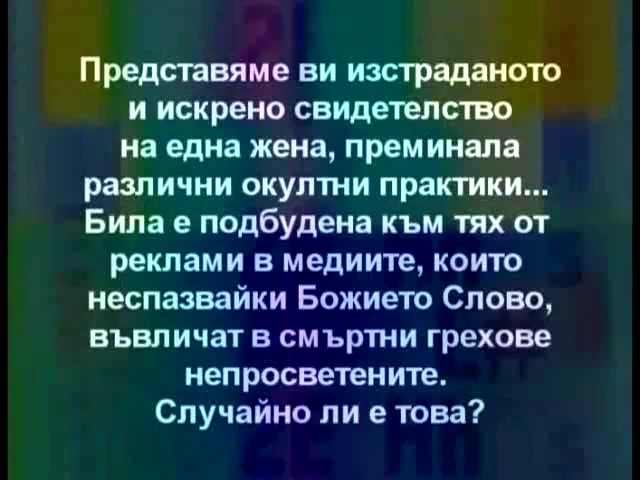 Представяме ви изстраданото
и искрено свидетелство
на една жена, преминала
различни окултни практики...
Била е подбудена към тях от
реклами в медиите, които
неспазвайки Божието Слово,
въвличат в смъртни грехове
непросветените.
Случайно ли е това?